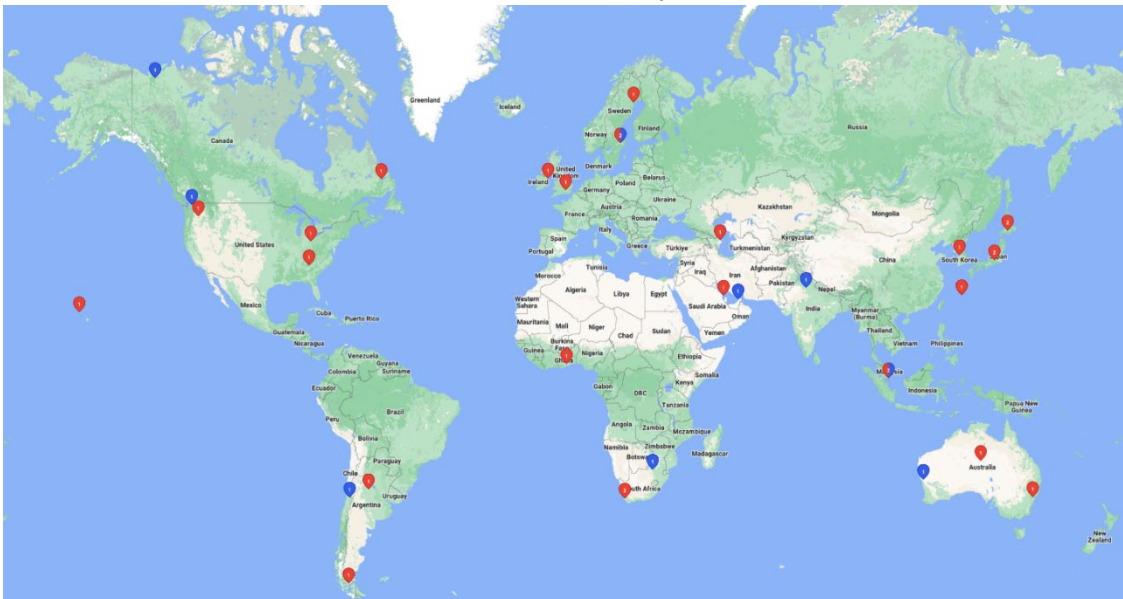 Greenland
Iceland
Sweden
Finland
Norway
Russia
Canada
United
Kingdom
Ireland
Denmark
Belarus
Poland
Germany
Ukraine
Austria
France
Romania
Kazakhstan
Mongolia
Italy
Spain
Portugal
Greece
Türkiye
Turkmenistan
Kyrgyzstan
United States
China
South Korea
Japan
Syria
Iraq
Iran
Afghanistan
Pakistan
Nepal
Tunisia
Morocco
Algeria
Libya
Egypt
Western
Sahara
Saudi Arabia
Oman
India
Myanmar
(Burma)
Mexico
Cuba
Puerto Rico
Mauritania
Mali
Niger
Chad
Sudan
Yemen
Thailand
Vietnam
Philippines
Guatemala
Nicaragua
Burkina
Faso
Guinea
Ghana
Nigeria
Ethiopia
Somalia
Venezuela
Guyana
Colombia
Suriname
Malaysia
Ecuador
Gabon
Kenya
DRC
Indonesia
Brazil
Peru
Tanzania
Papua New
Guinea
Angola
Zambia
Mozambique
Bolivia
Namibia
Zimbabwe
Botswana
Madagascar
Paraguay
Chile
Australia
Uruguay
Argentina
South Africa
New
Zealand